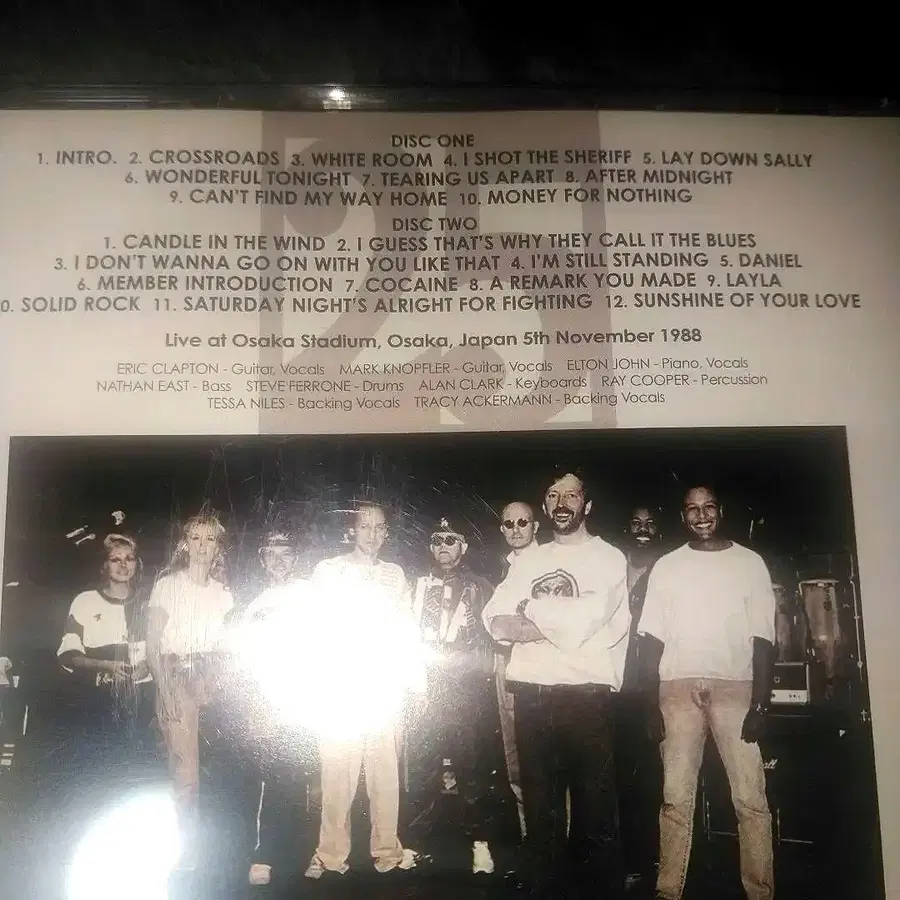 DISC ONE
1. INTRO. 2. CROSSROADS 3. WHITE ROOM 4. I SHOT THE SHERIFF 5. LAY DOWN SALLY
6. WONDERFUL TONIGHT 7. TEARING US APART 8. AFTER MIDNIGHT
9. CAN'T FIND MY WAY HOME 10. MONEY FOR NOTHING
DISC TWO
1. CANDLE IN THE WIND 2. I GUESS THAT'S WHY THEY CALL IT THE BLUES
3. I DON'T WANNA GO ON WITH YOU LIKE THAT 4. I'M STILL STANDING 5. DANIEL
6. MEMBER INTRODUCTION 7. COCAINE 8. A REMARK YOU MADE 9. LAYLA
0. SOLID ROCK 11. SATURDAY NIGHT'S ALRIGHT FOR FIGHTING 12. SUNSHINE OF YOUR LOVE
Live at Osaka Stadium, Osaka, Japan 5th November 1988
ERIC CLAPTON - Guitar, Vocals MARK KNOPFLER - Guitar, Vocals ELTON JOHN - Piano, Vocals
NATHAN EAST - Bass STEVE FERRONE - Drums ALAN CLARK - Keyboards RAY COOPER - Percussion
TESSA NILES - Backing Vocals TRACY ACKERMANN - Backing Vocals